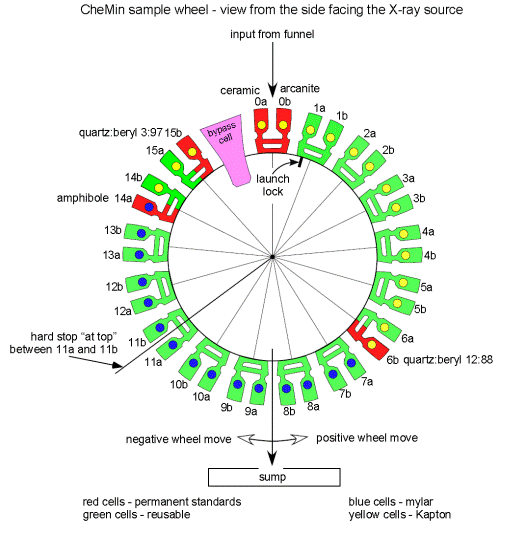 CheMin sample wheel - view from the side facing the X-ray source
input from funnel
ceramic
arcanite
0a
0b
1a
1b
2a
2b
3a
3b
4a
4b
5a
5b
6a
6b quartz:beryl 12:88
7a
7b
8a
8b
9a
9b
10a
10b
11a
11b
12a
12b
13a
13b
amphibole
14a
14b
15a
quartz:beryl 3:97 15b
bypass
cell
launch
lock
hard stop "at top"
between 11a and 11b
negative wheel move
positive wheel move
sump
red cells - permanent standards
green cells - reusable
blue cells - mylar
yellow cells - Kapton